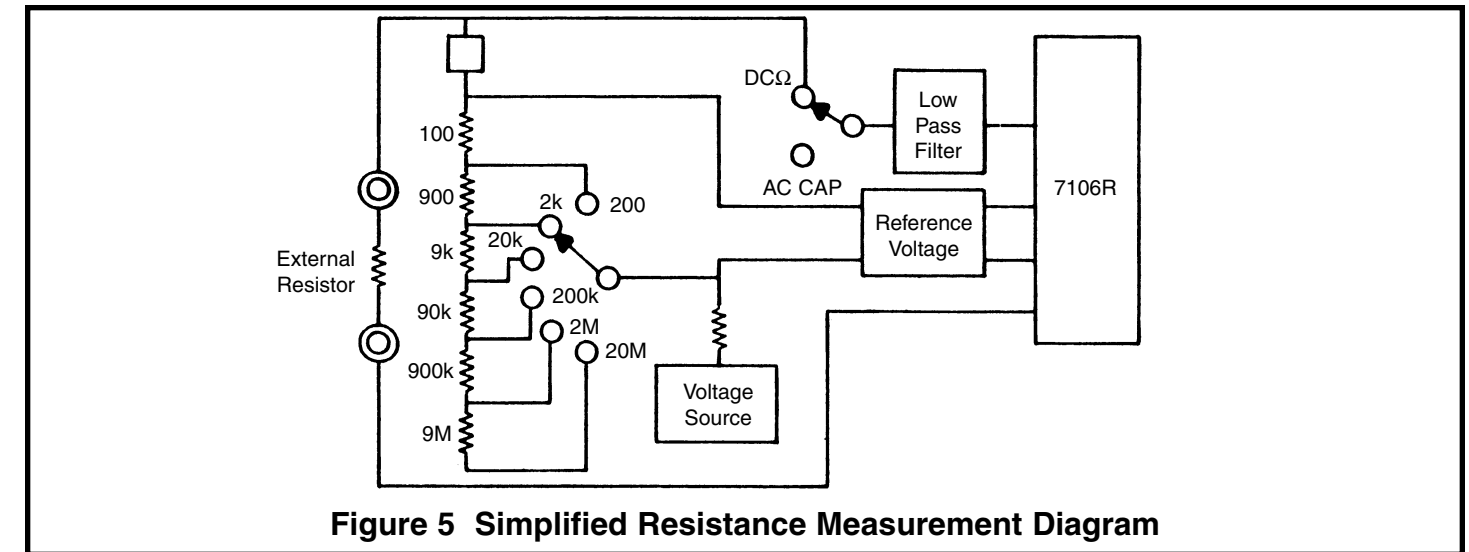 DCΩ
Low
Pass
Filter
100
AC CAP
7106R
900
2k
200
Reference
Voltage
9k
20k
External
Resistor
200k
90k
2M
20M
900k
Voltage
Source
9M
Figure 5 Simplified Resistance Measurement Diagram